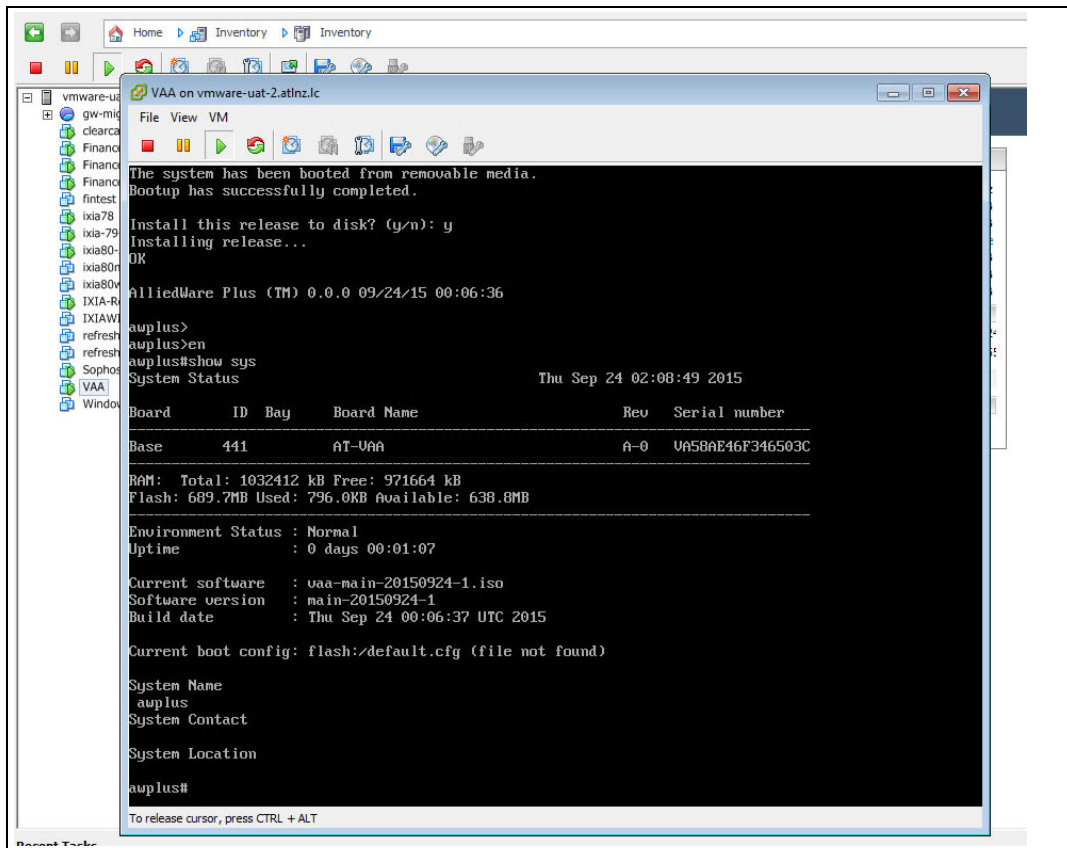 Home Inventory Inventory
vmware-ua
gw-mig
clearca
Financ
Financ
Financ
fintest
ixia78
ixia-79
ixia80-
ixia80n
ixia80w
IXIA-R
IXIAWI
refresh
refresh
Sophos
VAA
Window
VAA on vmware-uat-2.atlnz.lc
File View VM
The system has been booted from removable media.
Bootup has successfully completed.
Install this release to disk? (y/n): y
Installing release...
OK
AlliedWare Plus (TM) 0.0.0 09/24/15 00:06:36
awplus>
awplus>en
awplus#show sys
System Status Thu Sep 24 02:08:49 2015
Board ID Bay Board Name Rev Serial number
Base 441 AT-VAA A-0 VA58AE46F346503C
RAM: Total: 1032412 kB Free: 971664 kB
Flash: 689.7MB Used: 796.0KB Available: 638.8MB
Environment Status : Normal
Uptime : 0 days 00:01:07
Current software : vaa-main-20150924-1.iso
Software version : main-20150924-1
Build date : Thu Sep 24 00:06:37 UTC 2015
Current boot config: flash:/default.cfg (file not found)
System Name
awplus
System Contact
System Location
awplus#
To release cursor, press CTRL + ALT
Recent Tasks